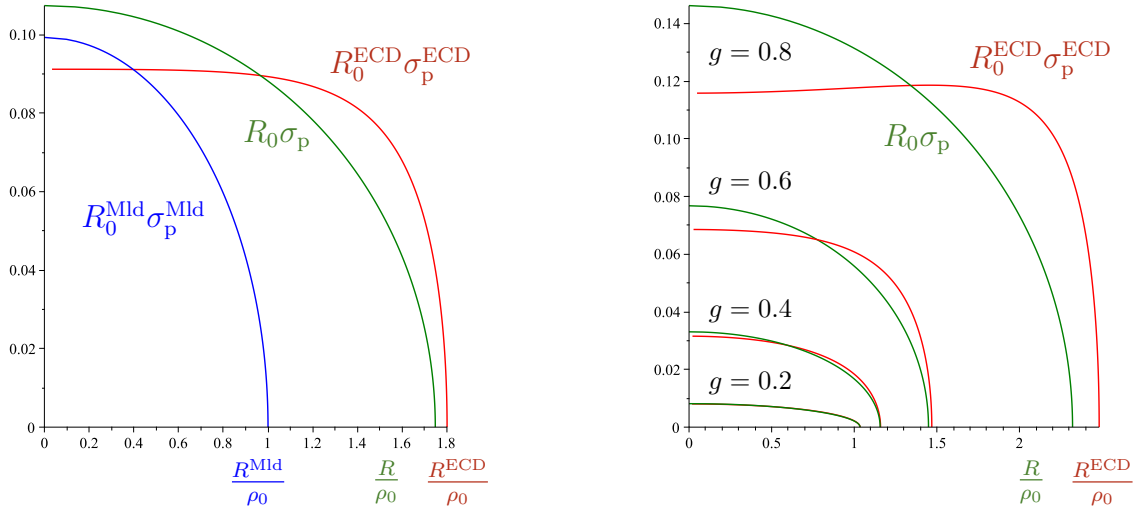 0.10
0.08
0.06
0.04
0.02
0
0 0.2 0.4 0.6 0.8 1 1.2 1.4 1.6 1.8
R_0^ECD σ_p^ECD
R_0 σ_p
R_0^Mld σ_p^Mld
R^Mld/ρ_0 R/ρ_0 R^ECD/ρ_0
0.14
0.12
0.10
0.08
0.06
0.04
0.02
0
0 0.5 1 1.5 2
g = 0.8
R_0^ECD σ_p^ECD
R_0 σ_p
g = 0.6
g = 0.4
g = 0.2
R/ρ_0 R^ECD/ρ_0